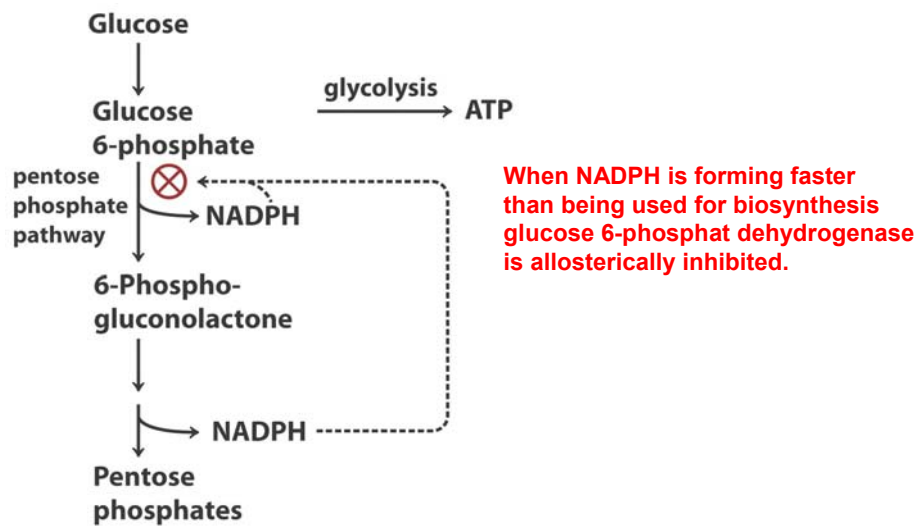 Glucose
glycolysis
Glucose
6-phosphate
ATP
pentose
phosphate
pathway
NADPH
When NADPH is forming faster
than being used for biosynthesis
glucose 6-phosphat dehydrogenase
is allosterically inhibited.
6-Phospho-
gluconolactone
NADPH
Pentose
phosphates